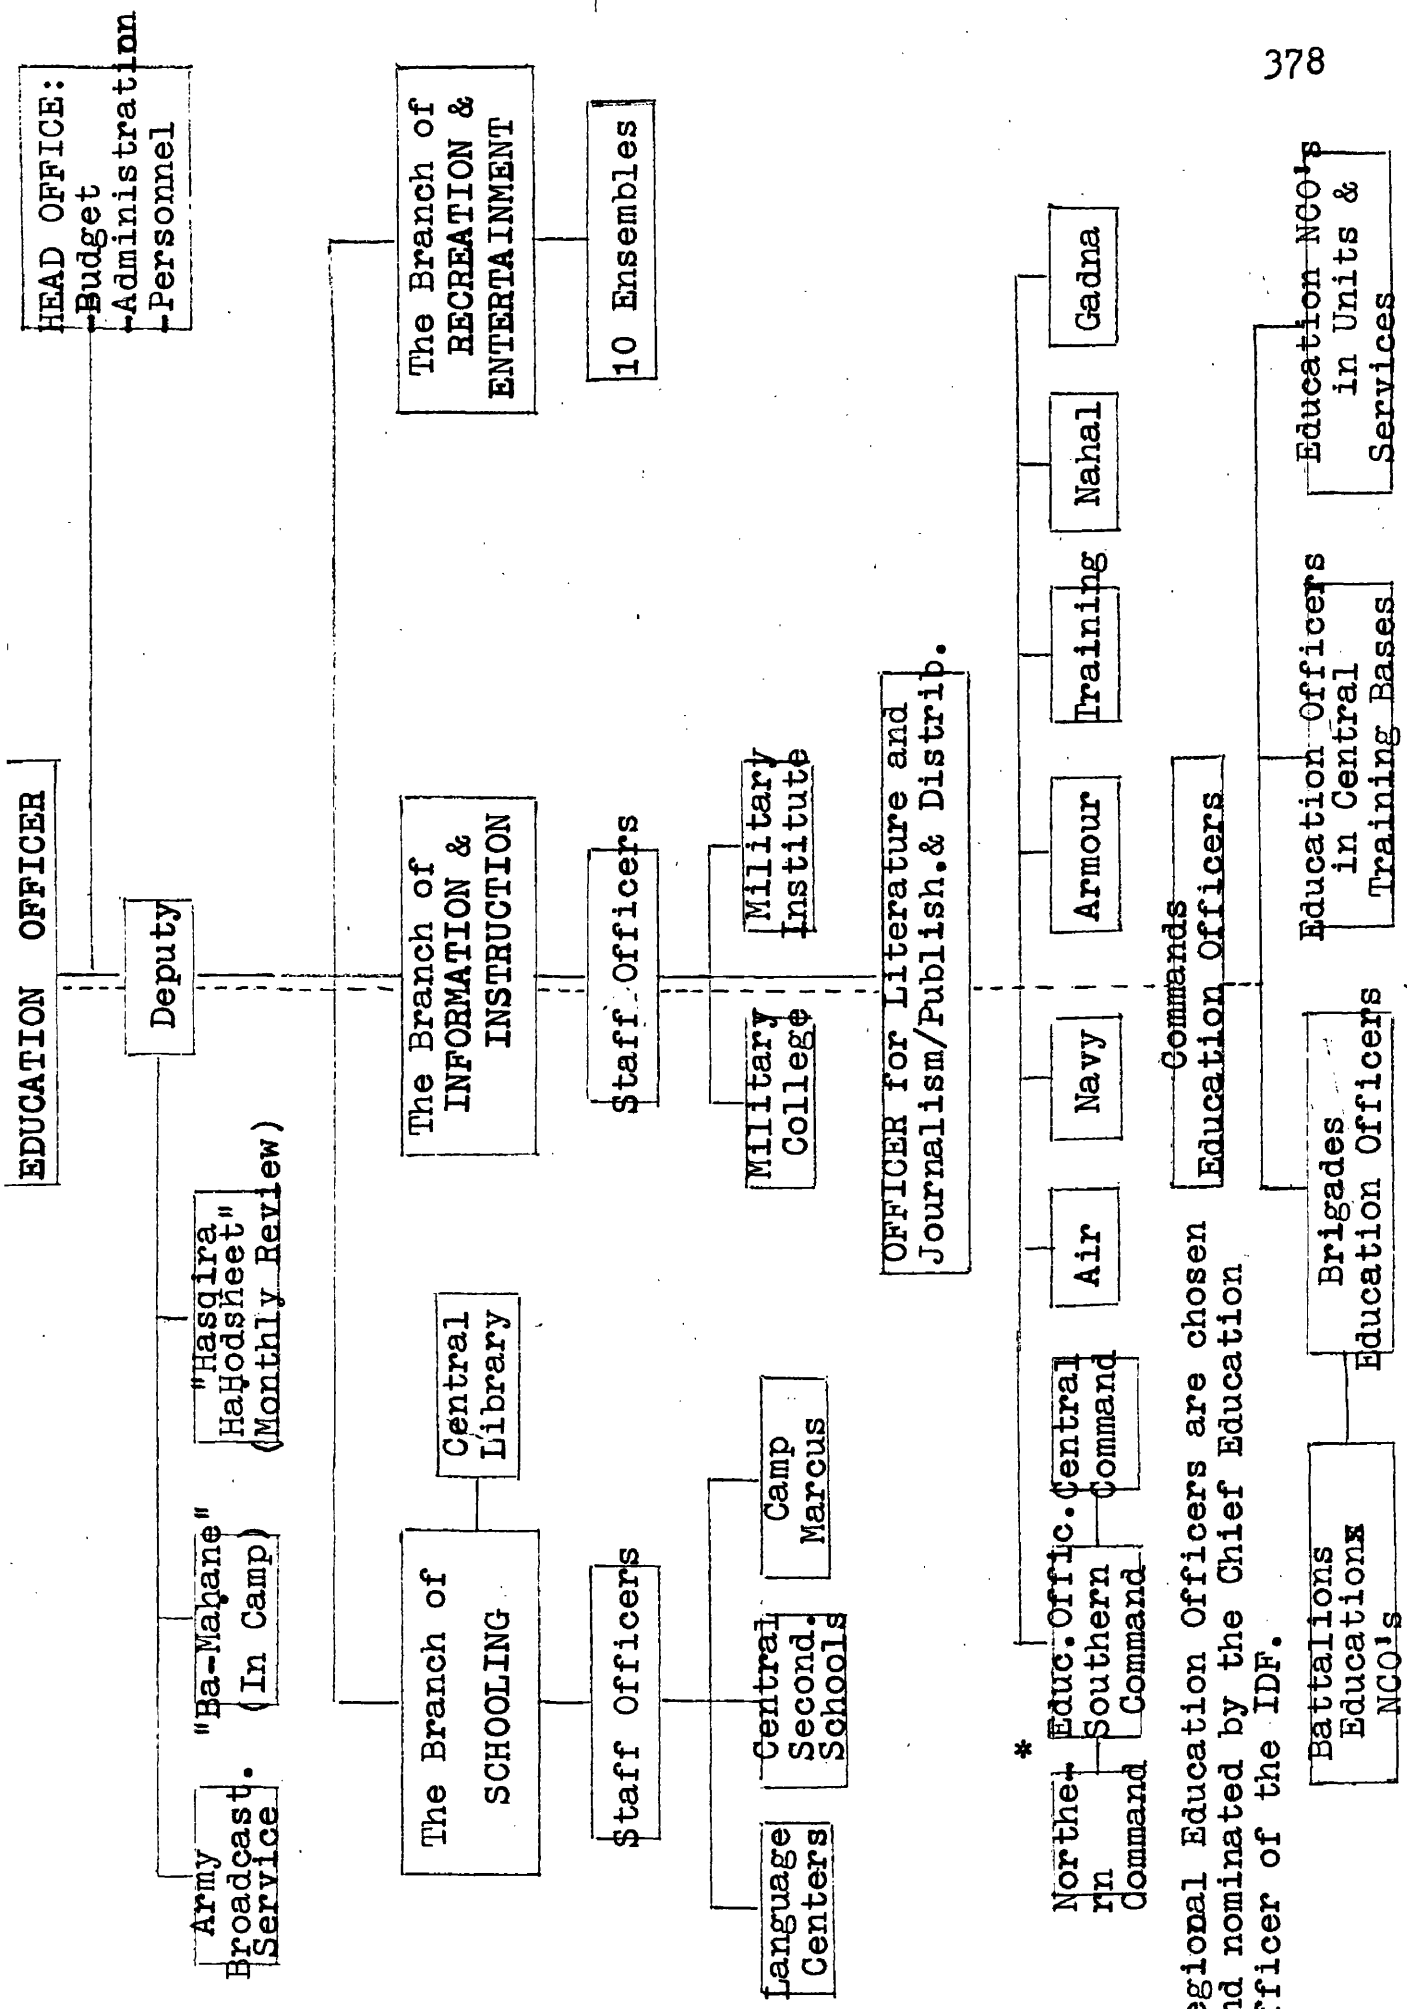 378
EDUCATION OFFICER
HEAD OFFICE:
-Budget
-Administration
-Personnel
Deputy
Army
Broadcast.
Service
"Ba-Mahane"
(In Camp)
"Hasqira
HaHodsheet"
(Monthly Review)
The Branch of
SCHOOLING
Central
Library
The Branch of
INFORMATION &
INSTRUCTION
The Branch of
RECREATION &
ENTERTAINMENT
Staff Officers
Staff Officers
10 Ensembles
Language
Centers
Central
Second.
Schools
Camp
Marcus
Military
College
Military
Institute
OFFICER for Literature and
Journalism/Publish.& Distrib.
*
Northe-
rn
Command
Educ.Offic.
Southern
Command
Central
Command
Air
Navy
Armour
Training
Nahal
Gadna
Commands
Education Officers
egional Education Officers are chosen
nd nominated by the Chief Education
fficer of the IDF.
Battalions
Education
NCO's
Brigades
Education Officers
Education Officers
in Central
Training Bases
Education NCO's
in Units &
Services